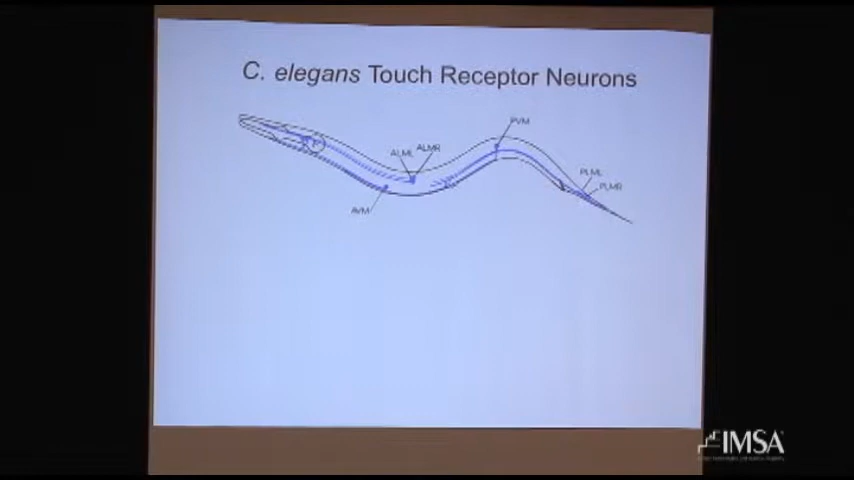 C. elegans Touch Receptor Neurons
PVM
ALML ALMR
PLML
PLMR
AVM
IMSA